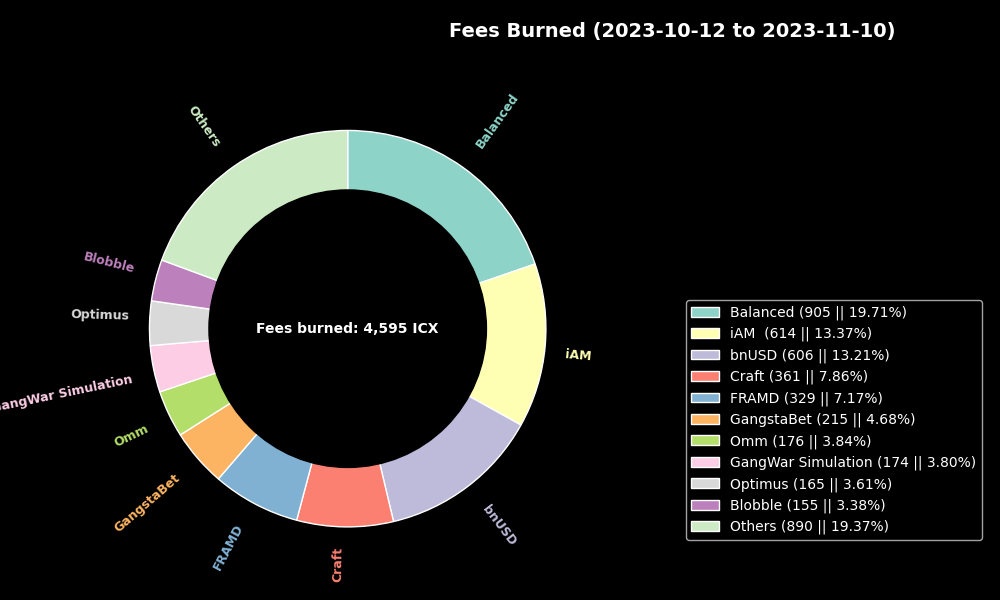 Fees Burned (2023-10-12 to 2023-11-10)
Others
Balanced
Blobble
Optimus
iAM
Fees burned: 4,595 ICX
GangWar Simulation
Omm
GangstaBet
FRAMD
Craft
bnUSD
Balanced (905 || 19.71%)
iAM  (614 || 13.37%)
bnUSD (606 || 13.21%)
Craft (361 || 7.86%)
FRAMD (329 || 7.17%)
GangstaBet (215 || 4.68%)
Omm (176 || 3.84%)
GangWar Simulation (174 || 3.80%)
Optimus (165 || 3.61%)
Blobble (155 || 3.38%)
Others (890 || 19.37%)